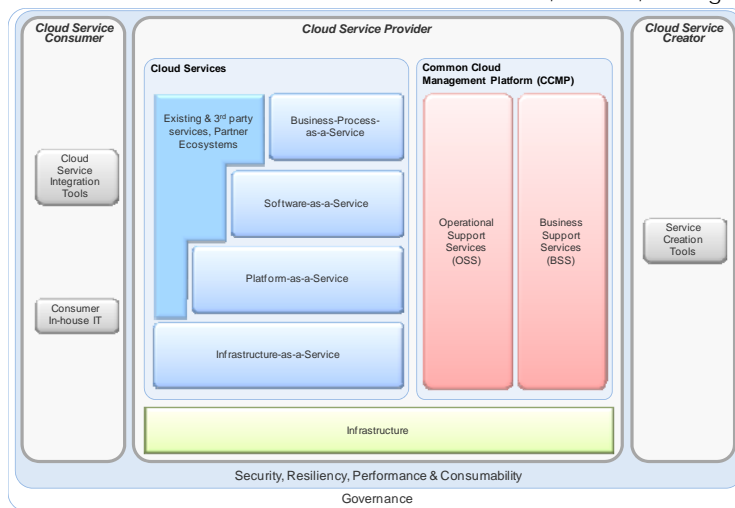 Cloud Service
Consumer
Cloud Service Provider
Cloud Service
Creator
Cloud Services
Common Cloud
Management Platform (CCMP)
Existing & 3rd party
services, Partner
Ecosystems
Business-Process-
as-a-Service
Cloud
Service
Integration
Tools
Software-as-a-Service
Operational
Support
Services
(OSS)
Business
Support
Services
(BSS)
Service
Creation
Tools
Platform-as-a-Service
Consumer
In-house IT
Infrastructure-as-a-Service
Infrastructure
Security, Resiliency, Performance & Consumability
Governance